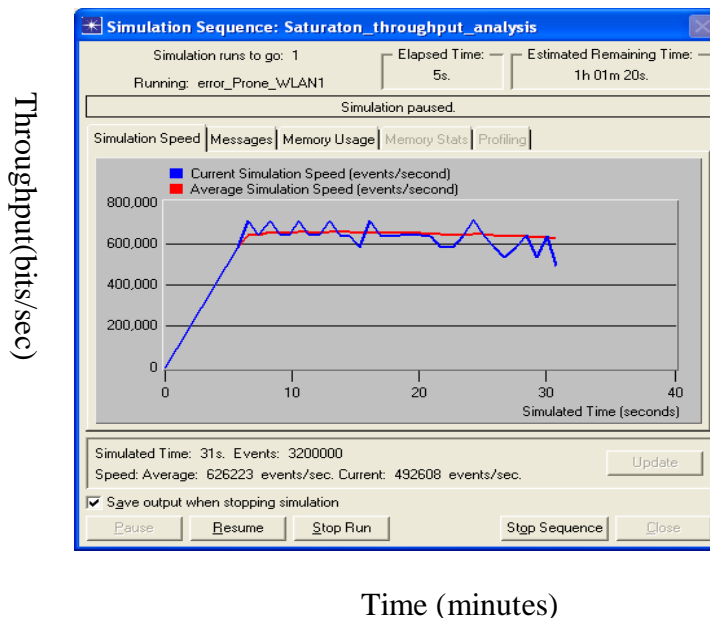 Simulation Sequence: Saturaton_throughput_analysis
Simulation runs to go: 1
Running: error_Prone_WLAN1
Elapsed Time:
5s.
Estimated Remaining Time:
1h 01m 20s.
Simulation paused.
Simulation Speed Messages Memory Usage Memory Stats Profiling
Current Simulation Speed (events/second)
Average Simulation Speed (events/second)
800,000
600,000
400,000
200,000
0
0 10 20 30 40
Simulated Time (seconds)
Throughput(bits/sec)
Simulated Time: 31s. Events: 3200000
Speed: Average: 626223 events/sec. Current: 492608 events/sec.
Update
Save output when stopping simulation
Pause Resume Stop Run Stop Sequence Close
Time (minutes)